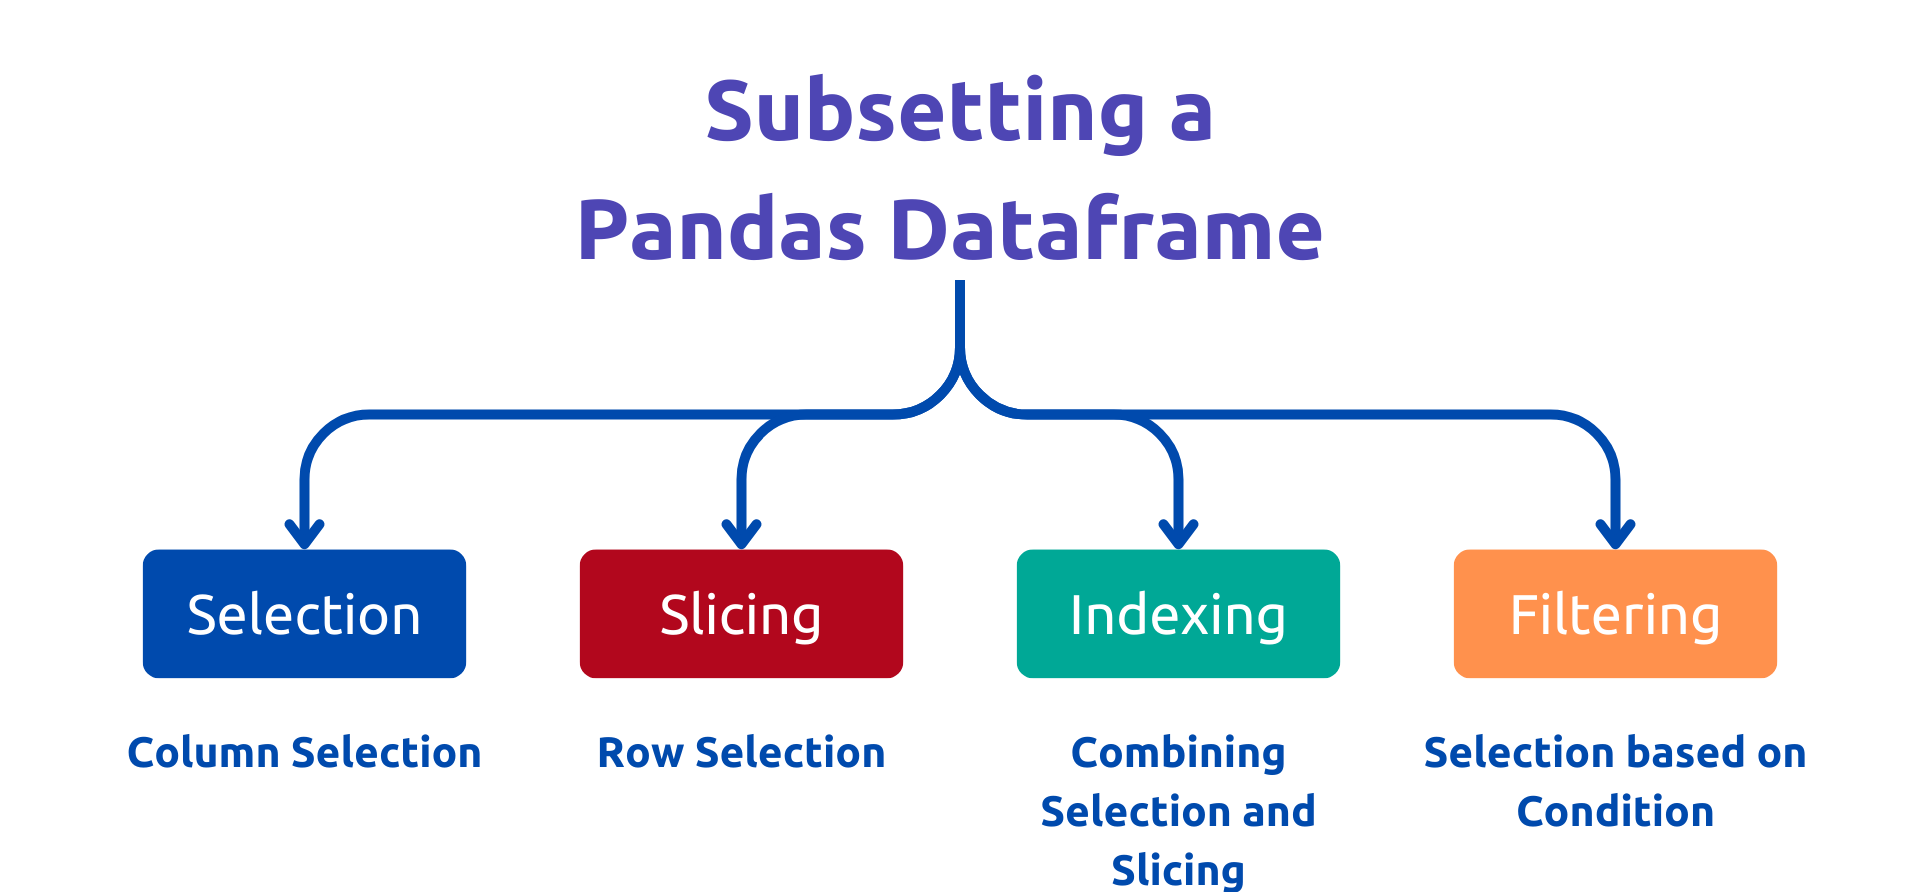 Subsetting a
Pandas Dataframe
Selection
Slicing
Indexing
Filtering
Column Selection
Row Selection
Combining
Selection and
Slicing
Selection based on
Condition